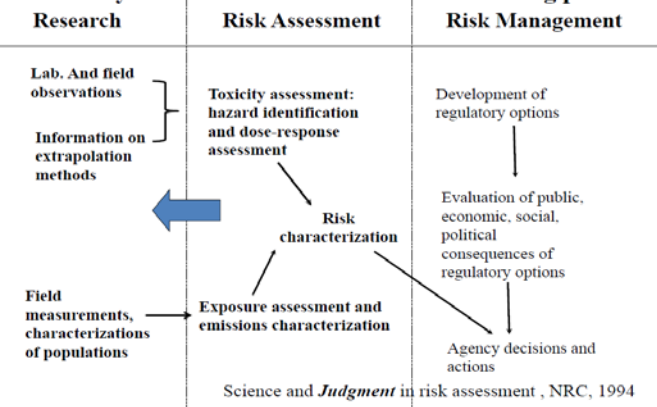 Research
Risk Assessment
Risk Management
Lab. And field
observations
Information on
extrapolation
methods
Field
measurements,
characterizations
of populations
Toxicity assessment:
hazard identification
and dose-response
assessment
Risk
characterization
Exposure assessment and
emissions characterization
Development of
regulatory options
Evaluation of public,
economic, social,
political
consequences of
regulatory options
Agency decisions and
actions
Science and Judgment in risk assessment , NRC, 1994